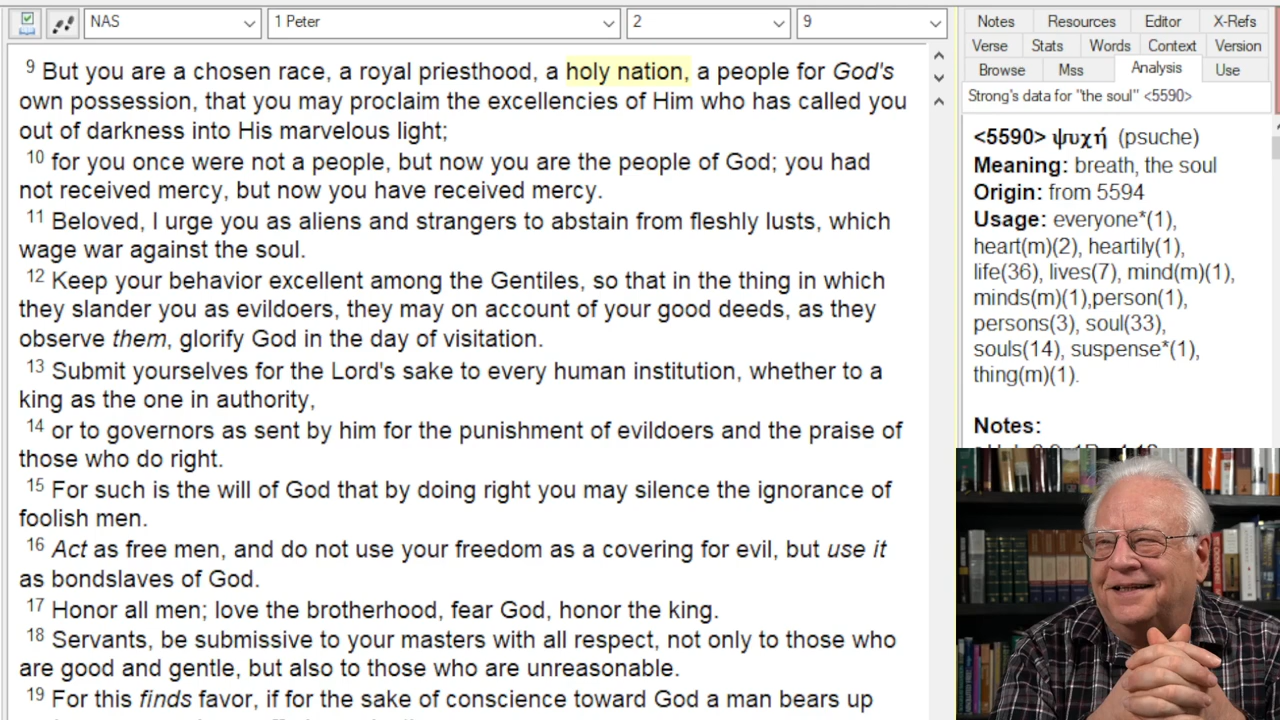 NAS 1 Peter 2 9
9 But you are a chosen race, a royal priesthood, a holy nation, a people for God's
own possession, that you may proclaim the excellencies of Him who has called you
out of darkness into His marvelous light;
10 for you once were not a people, but now you are the people of God; you had
not received mercy, but now you have received mercy.
11 Beloved, I urge you as aliens and strangers to abstain from fleshly lusts, which
wage war against the soul.
12 Keep your behavior excellent among the Gentiles, so that in the thing in which
they slander you as evildoers, they may on account of your good deeds, as they
observe them, glorify God in the day of visitation.
13 Submit yourselves for the Lord's sake to every human institution, whether to a
king as the one in authority,
14 or to governors as sent by him for the punishment of evildoers and the praise of
those who do right.
15 For such is the will of God that by doing right you may silence the ignorance of
foolish men.
16 Act as free men, and do not use your freedom as a covering for evil, but use it
as bondslaves of God.
17 Honor all men; love the brotherhood, fear God, honor the king.
18 Servants, be submissive to your masters with all respect, not only to those who
are good and gentle, but also to those who are unreasonable.
19 For this finds favor, if for the sake of conscience toward God a man bears up
Notes Resources Editor X-Refs
Verse Stats Words Context Version
Browse Mss Analysis Use
Strong's data for "the soul" <5590>
<5590> ψυχή (psuche)
Meaning: breath, the soul
Origin: from 5594
Usage: everyone*(1),
heart(m)(2), heartily(1),
life(36), lives(7), mind(m)(1),
minds(m)(1),person(1),
persons(3), soul(33),
souls(14), suspense*(1),
thing(m)(1).
Notes: